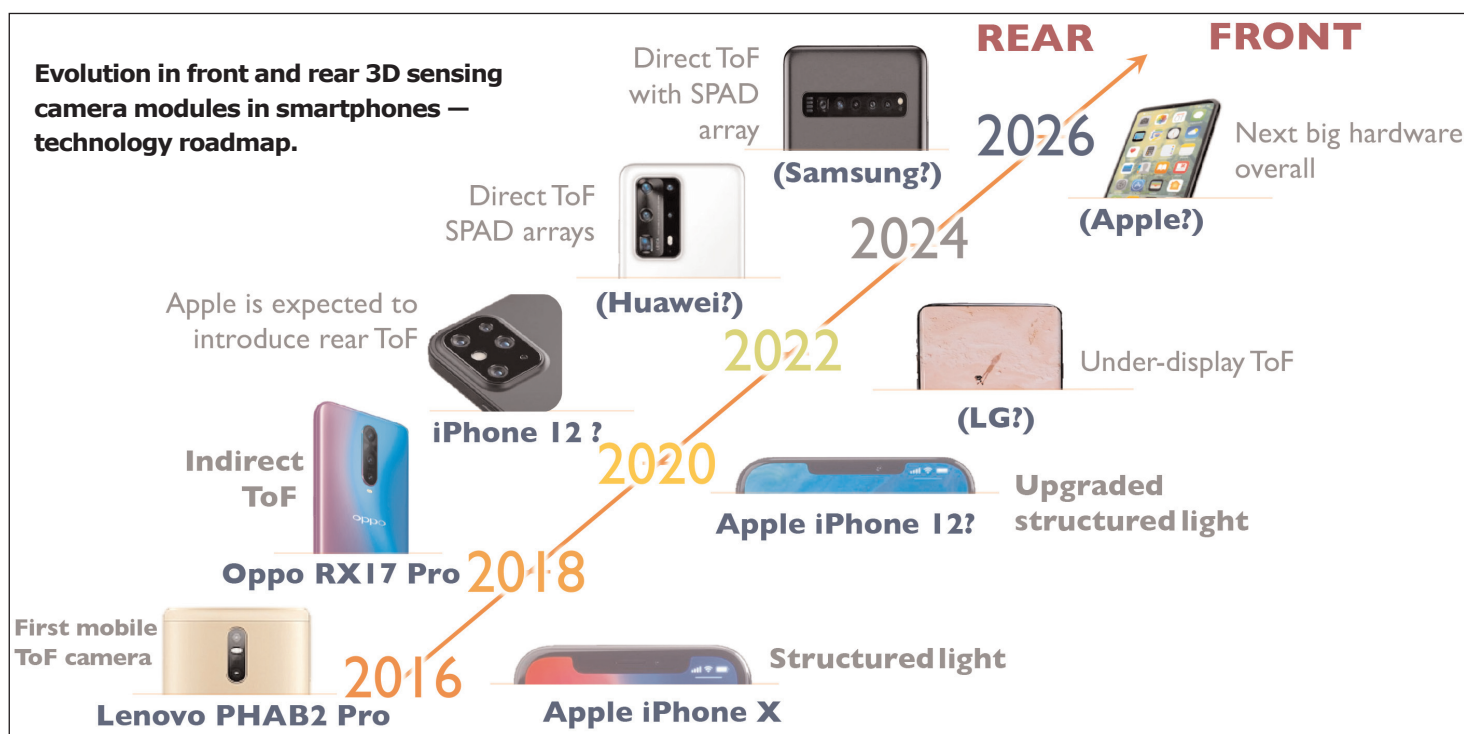 Evolution in front and rear 3D sensing
camera modules in smartphones —
technology roadmap.
REAR
FRONT
Direct ToF
with SPAD
array
(Samsung?)
2026
Next big hardware
overall
(Apple?)
Direct ToF
SPAD arrays
(Huawei?)
2024
Apple is expected to
introduce rear ToF
iPhone 12 ?
2022
Under-display ToF
(LG?)
Indirect
ToF
oppo
Oppo RX17 Pro
2020
Apple iPhone 12?
Upgraded
structured light
2018
First mobile
ToF camera
Lenovo PHAB2 Pro
2016
Structured light
Apple iPhone X